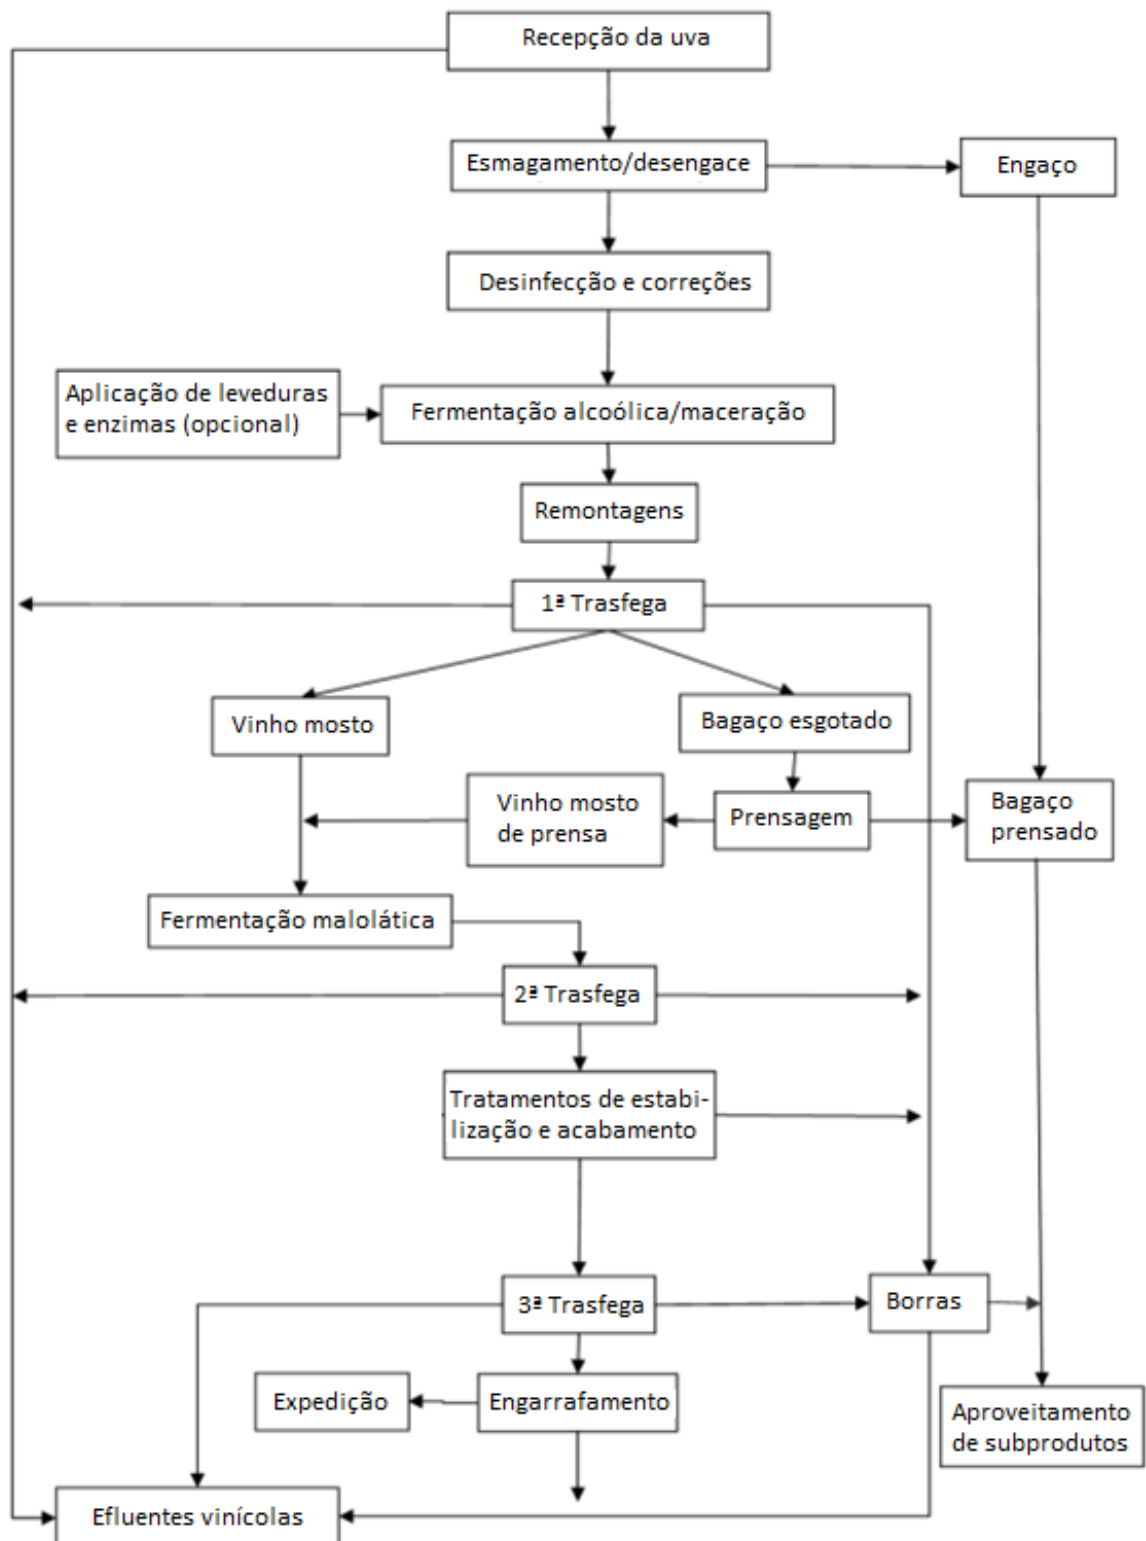 Recepção da uva
Esmagamento/desengace
Engaço
Desinfecção e correções
Aplicação de leveduras
e enzimas (opcional)
Fermentação alcoólica/maceração
Remontagens
1ª Trasfega
Vinho mosto
Bagaço esgotado
Vinho mosto
de prensa
Prensagem
Bagaço
prensado
Fermentação malolática
2ª Trasfega
Tratamentos de estabi-
lização e acabamento
3ª Trasfega
Borras
Expedição
Engarrafamento
Aproveitamento
de subprodutos
Efluentes vinícolas